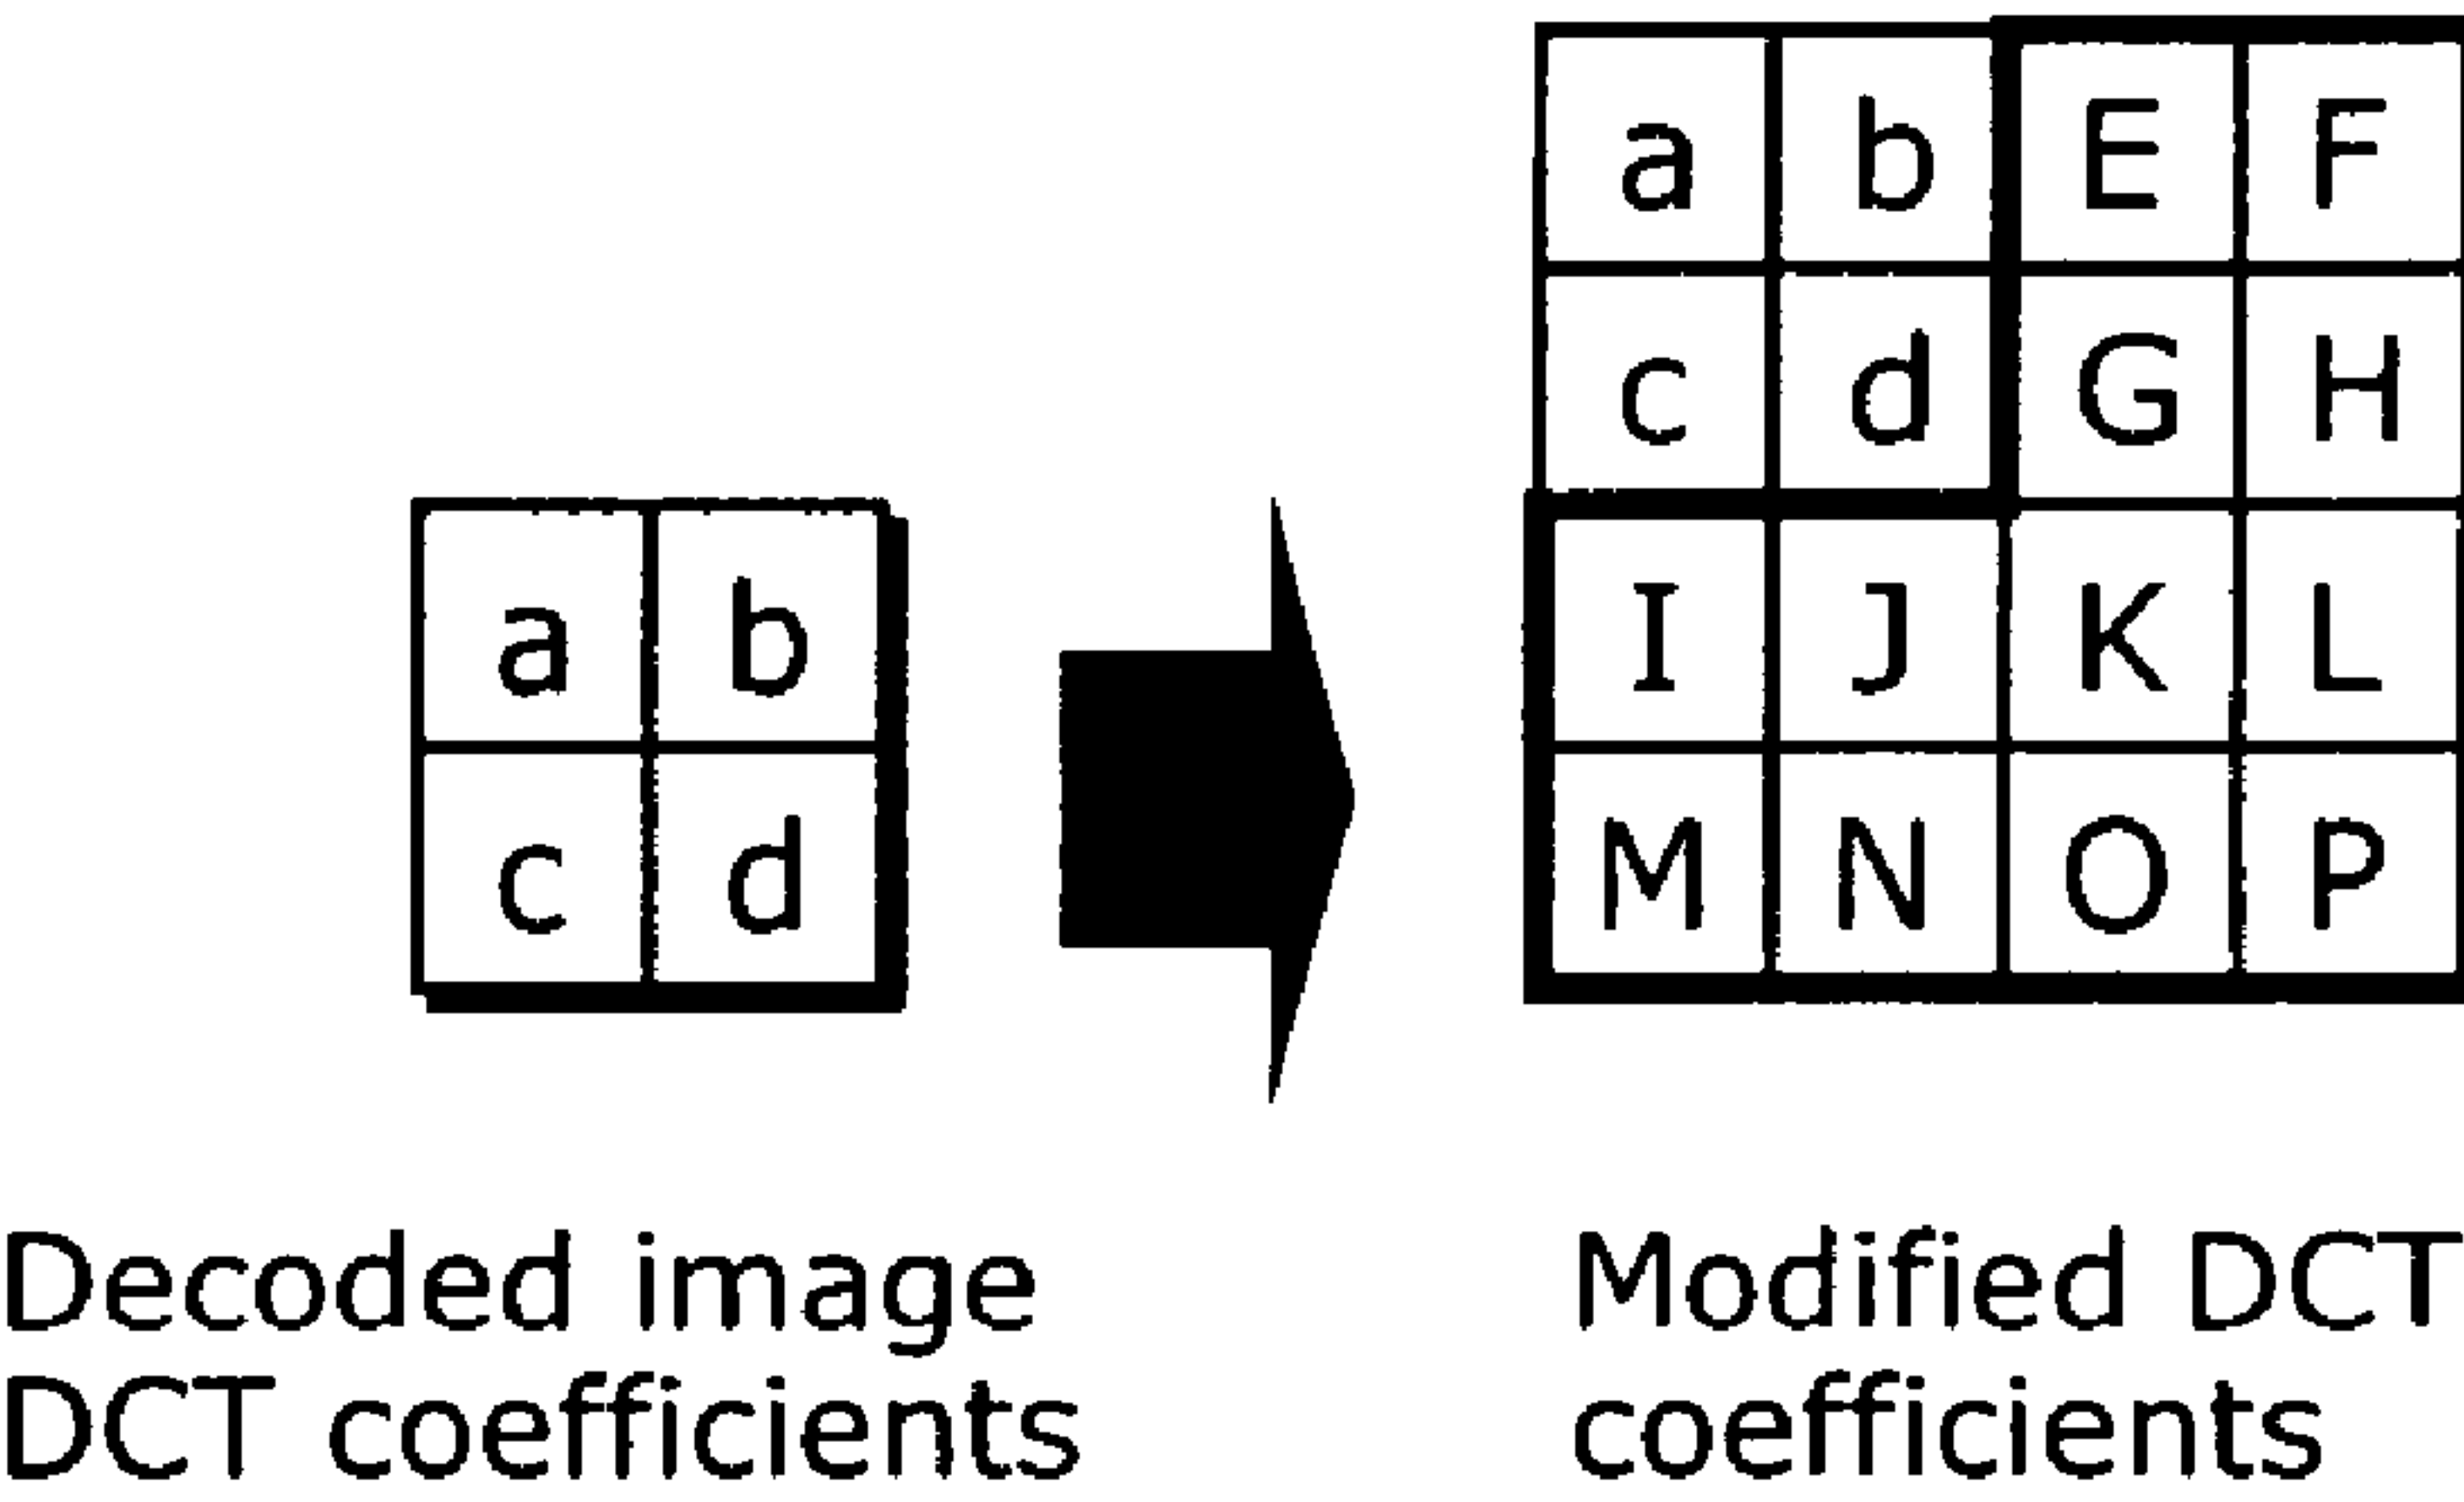 a b E F
c d G H
a b I J K L
c d M N O P
Decoded image Modified DCT
DCT coefficients coefficients